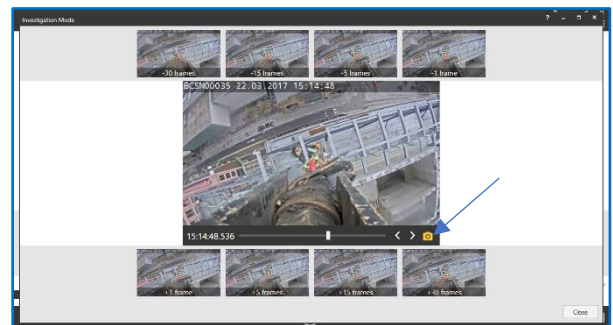 Investigation Mode
-30 frames -15 frames -5 frames -1 frame
BCSN00035 22.03.2017 15:14:48
15:14:48.536
+1 frame +5 frames +15 frames +30 frames
Close